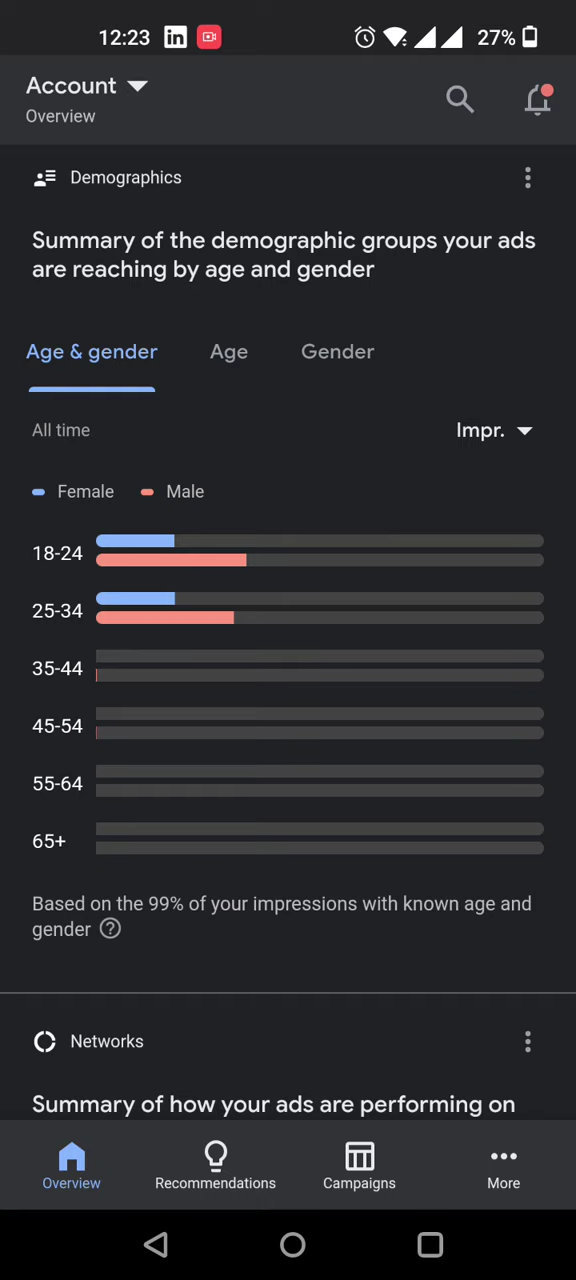 12:23
27%
Account
Overview
Demographics
Summary of the demographic groups your ads
are reaching by age and gender
Age & gender Age Gender
All time Impr.
Female Male
18-24
25-34
35-44
45-54
55-64
65+
Based on the 99% of your impressions with known age and
gender
Networks
Summary of how your ads are performing on
Overview Recommendations Campaigns More